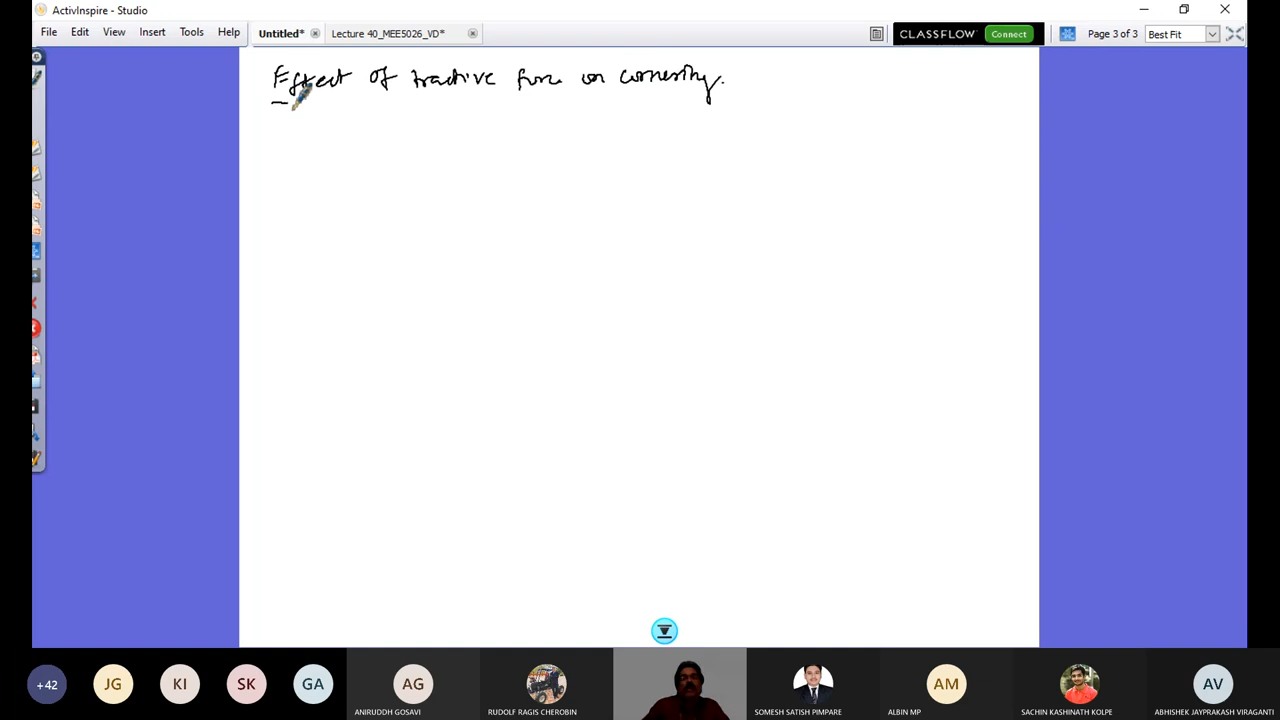 ActivInspire - Studio
File Edit View Insert Tools Help
Untitled* Lecture 40_MEE5026_VD*
CLASSFLOW Connect
Page 3 of 3 Best Fit
Effect of tractive force on cornering.
+42 JG KI SK GA AG AM AV
ANIRUDDH GOSAVI RUDOLF RAGIS CHEROBIN SOMESH SATISH PIMPARE ALBIN MP SACHIN KASHINATH KOLPE ABHISHEK JAYPRAKASH VIRAGANTI